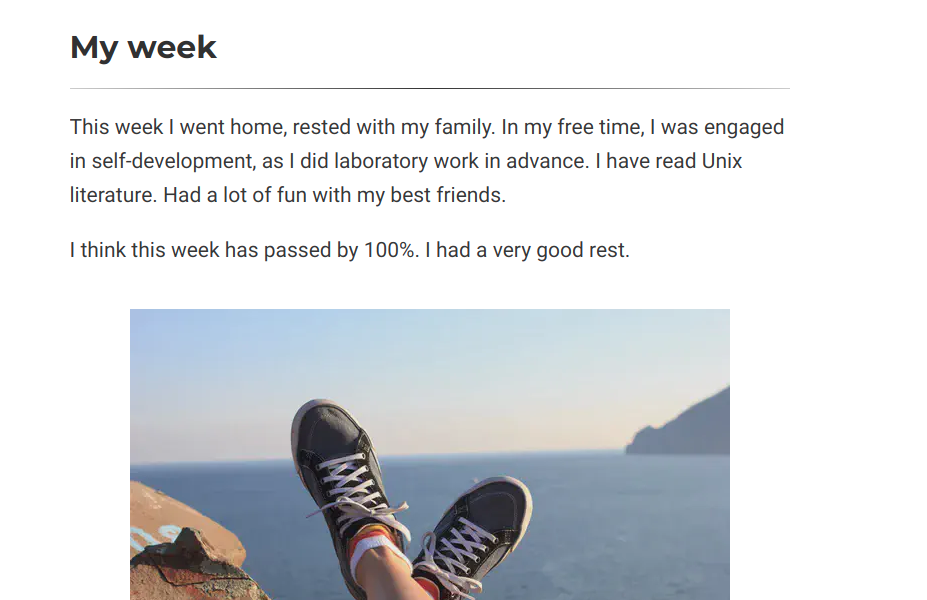 My week
This week I went home, rested with my family. In my free time, I was engaged
in self-development, as I did laboratory work in advance. I have read Unix
literature. Had a lot of fun with my best friends.
I think this week has passed by 100%. I had a very good rest.